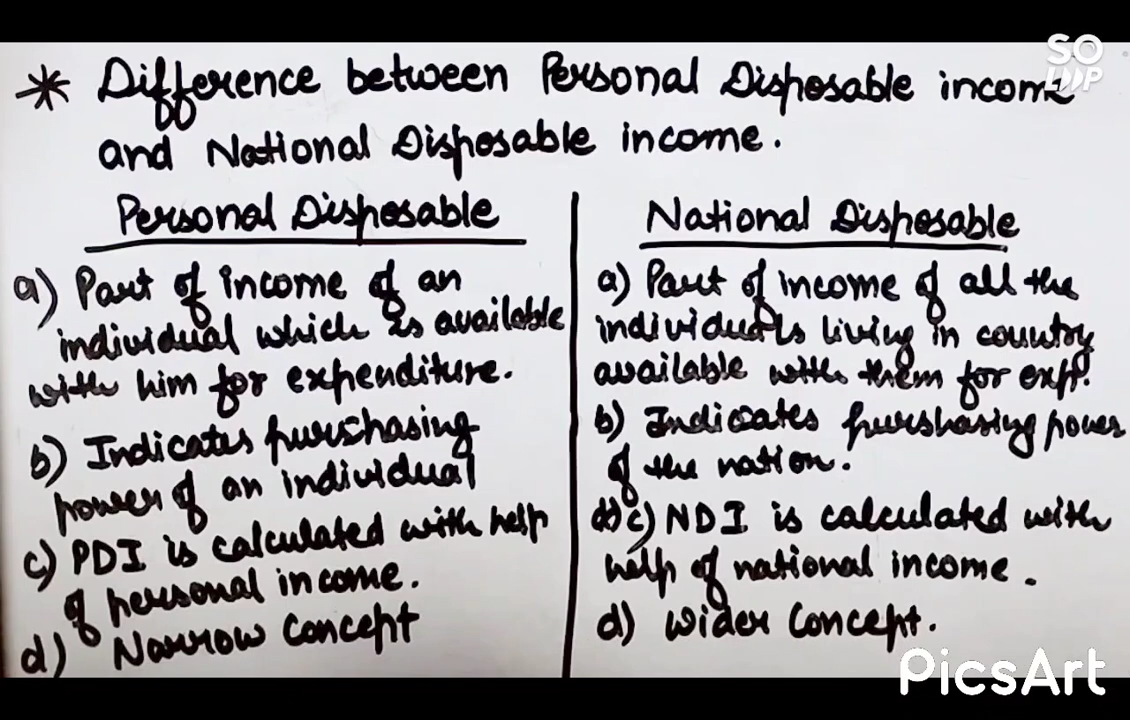 * Difference between Personal Disposable income
and National Disposable income.
Personal Disposable
a) Part of income of an
individual which is available
with him for expenditure.
b) Indicates purshasing
power of an individual
c) PDI is calculated with help
of personal income.
d) Narrow Concept
National Disposable
a) Part of income of all the
individuals living in country
available with them for exp.
b) Indicates purshasing power
of the nation.
c) NDI is calculated with
help of national income.
d) Wider Concept.
PicsArt